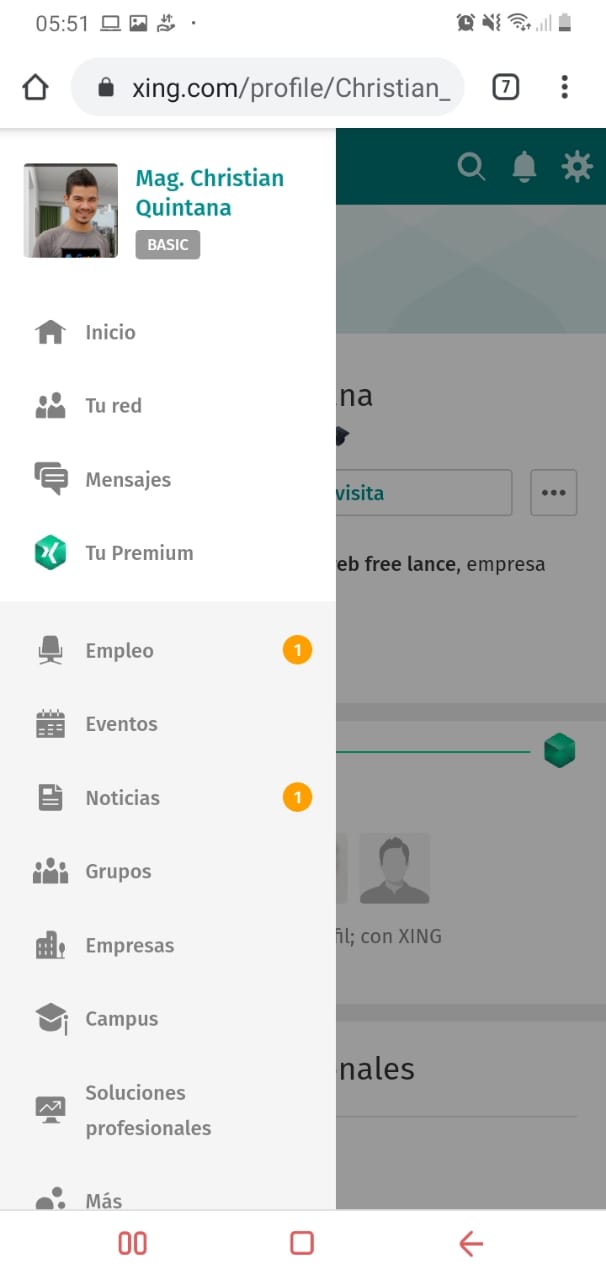 05:51
xing.com/profile/Christian_
7
Mag. Christian
Quintana
BASIC
Inicio
Tu red
Mensajes
Tu Premium
Empleo
1
Eventos
Noticias
1
Grupos
Empresas
Campus
Soluciones
profesionales
Más
na
visita
eb free lance, empresa
fil; con XING
nales